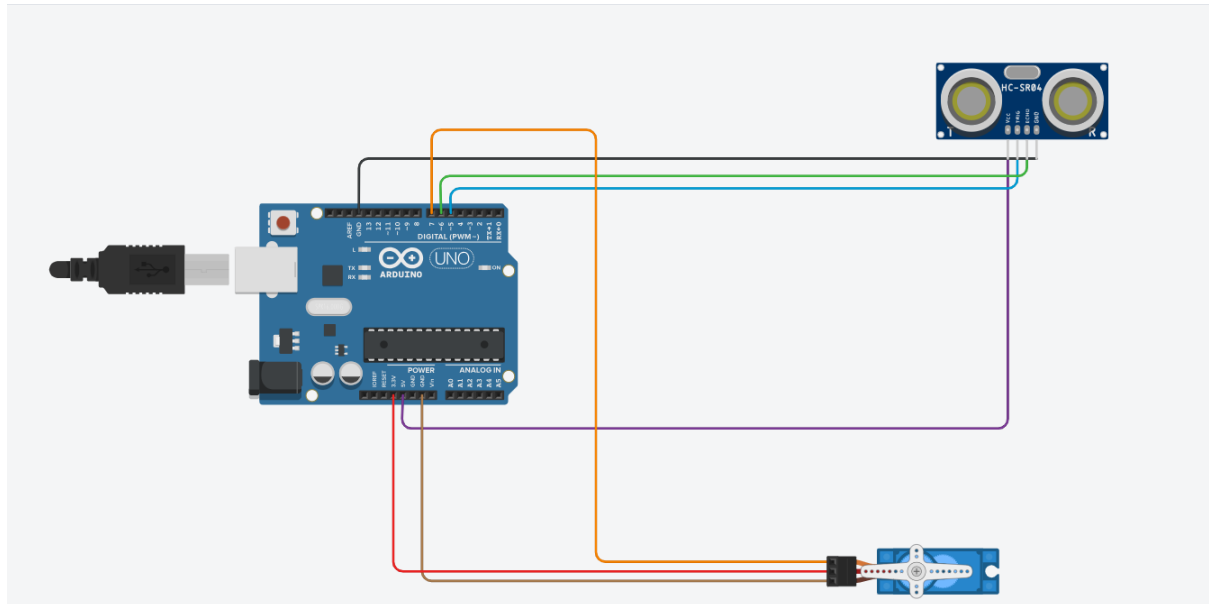 HC-SR04
VCC
TRIG
ECHO
GND
T
R
AREF
GND
13
12
~11
~10
~9
8
7
~6
~5
4
~3
2
TX→1
RX←0
DIGITAL (PWM~)
L
TX
RX
UNO
ON
ARDUINO
POWER
ANALOG IN
IOREF
RESET
3.3V
5V
GND
GND
Vin
A0
A1
A2
A3
A4
A5